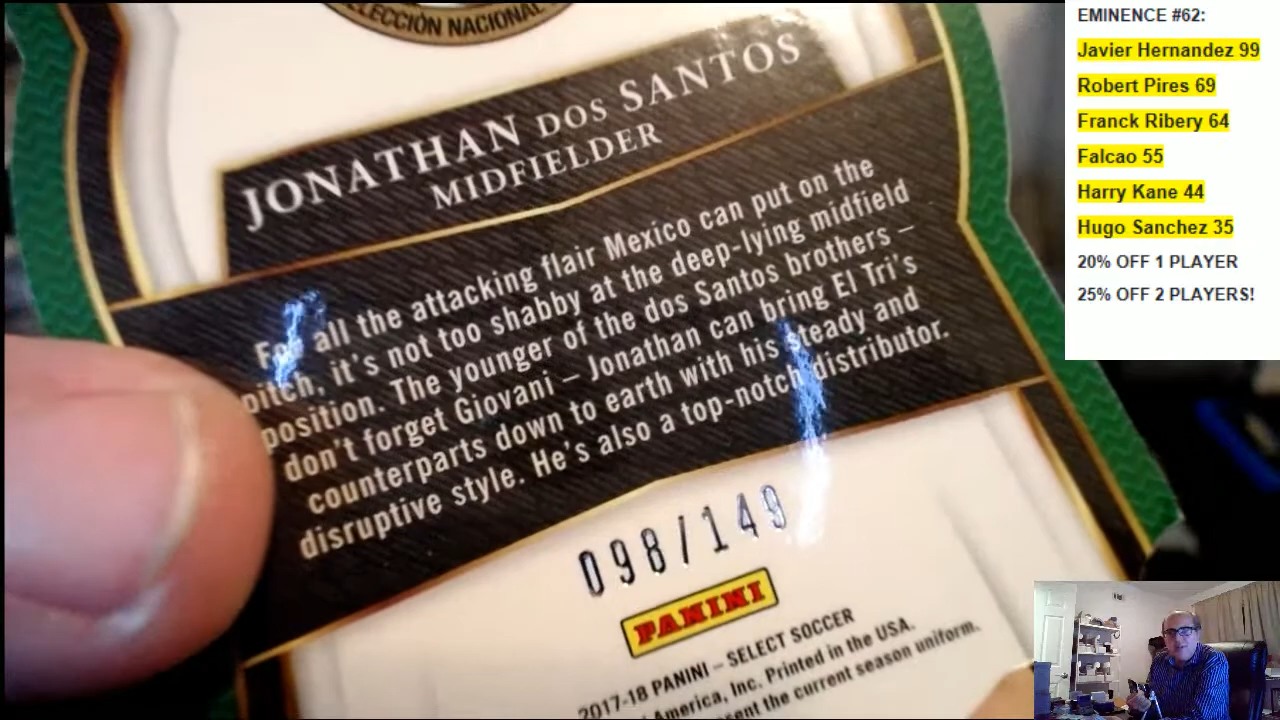 SELECCIÓN NACIONAL
JONATHAN DOS SANTOS
MIDFIELDER
For all the attacking flair Mexico can put on the
pitch, it's not too shabby at the deep-lying midfield
position. The younger of the dos Santos brothers –
don't forget Giovani – Jonathan can bring El Tri's
counterparts down to earth with his steady and
disruptive style. He's also a top-notch distributor.
098/149
PANINI
2017-18 PANINI – SELECT SOCCER
America, Inc. Printed in the USA.
the current season uniform.
EMINENCE #62:
Javier Hernandez 99
Robert Pires 69
Franck Ribery 64
Falcao 55
Harry Kane 44
Hugo Sanchez 35
20% OFF 1 PLAYER
25% OFF 2 PLAYERS!